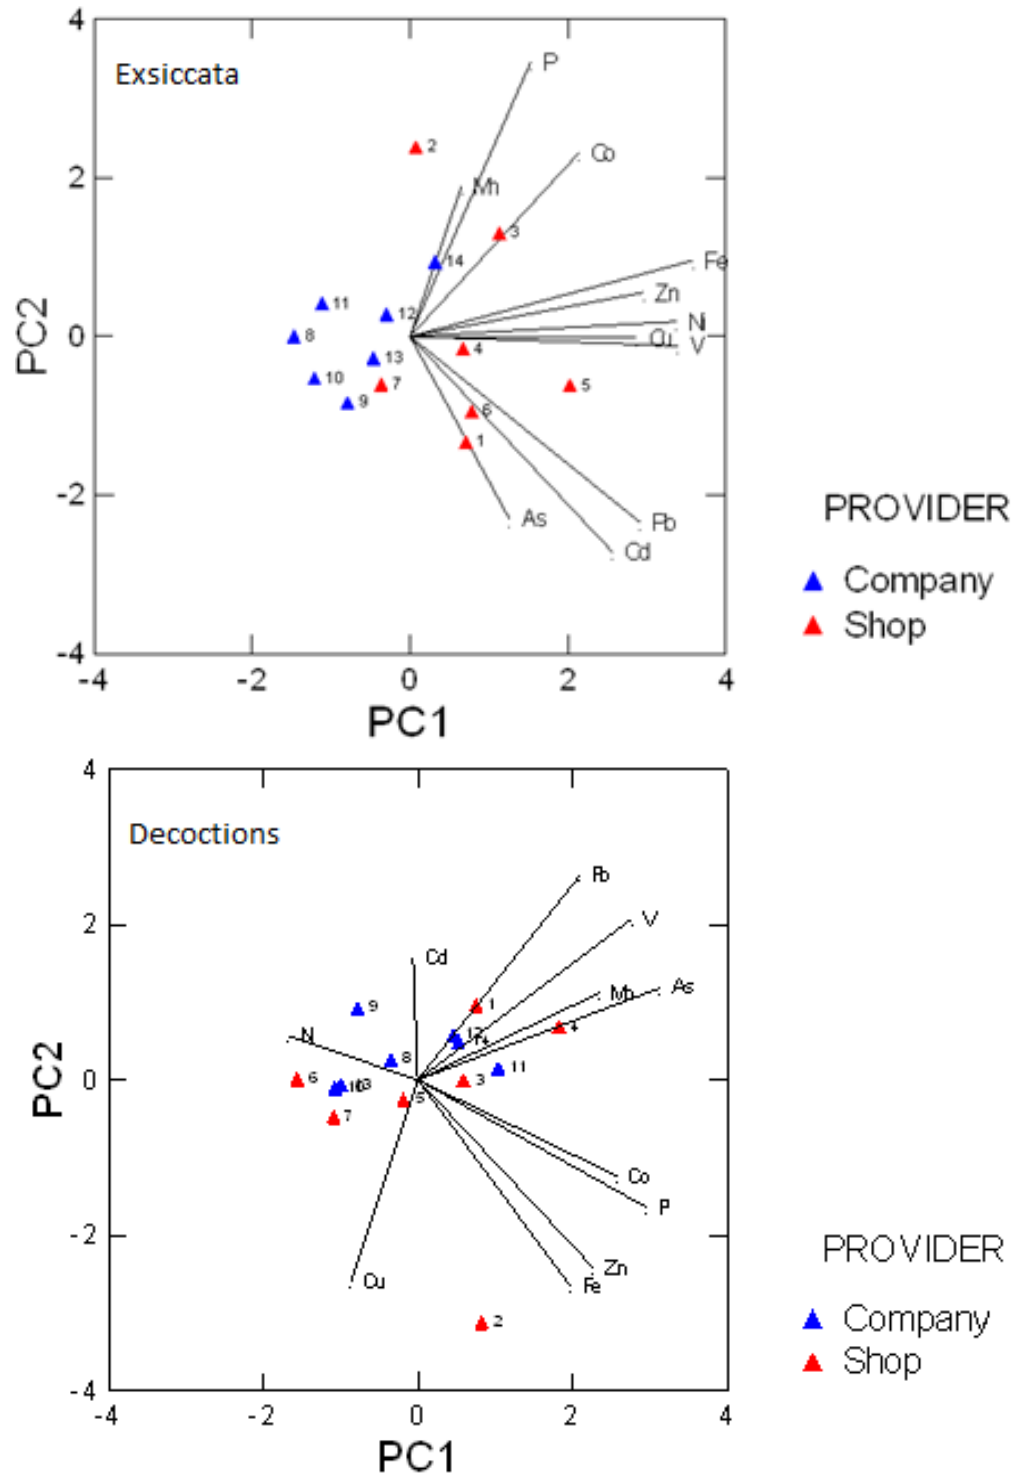 4
Exsiccata
P
2
Co
2
Mn
3
14
Fe
Zn
11
12
Ni
PC2
0
8
Cu
V
13
4
10
7
5
9
6
1
-2
As
Pb
Cd
PROVIDER
Company
Shop
-4
-4
-2
0
2
4
PC1
4
Decoctions
Pb
2
V
Cd
As
Mn
9
1
12
4
N
8
11
PC2
0
6
3
13
5
7
Co
P
-2
Zn
Cu
Fe
2
PROVIDER
Company
Shop
-4
-4
-2
0
2
4
PC1